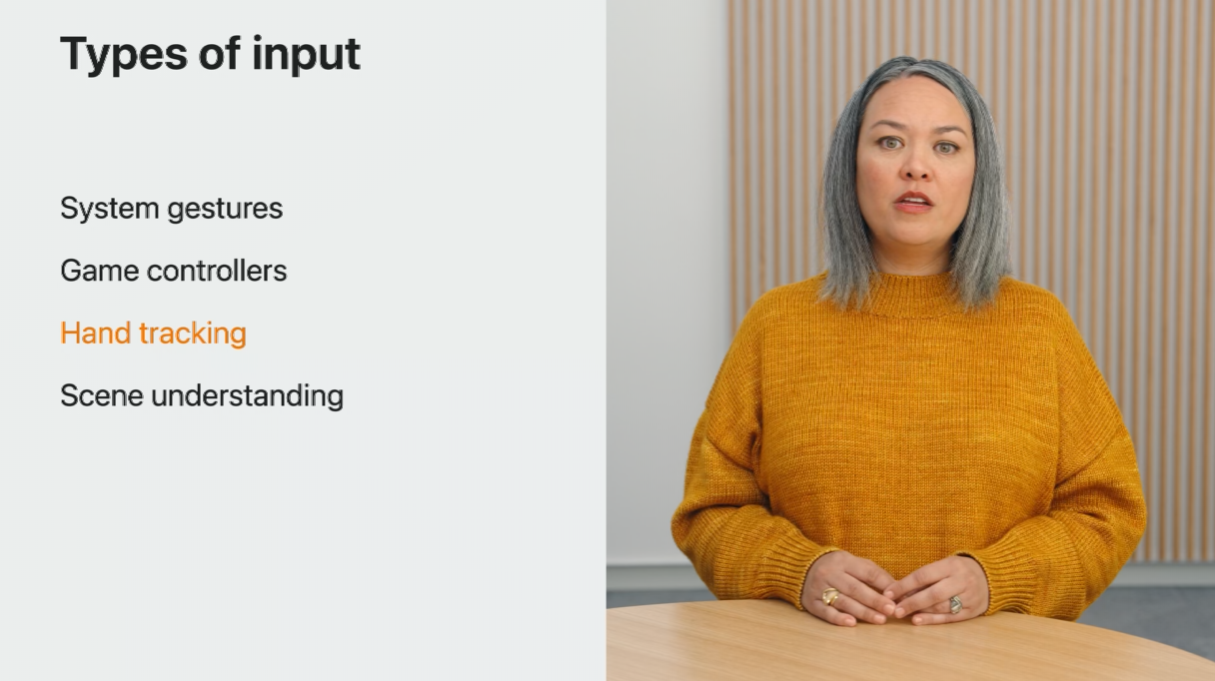 Types of input
System gestures
Game controllers
Hand tracking
Scene understanding